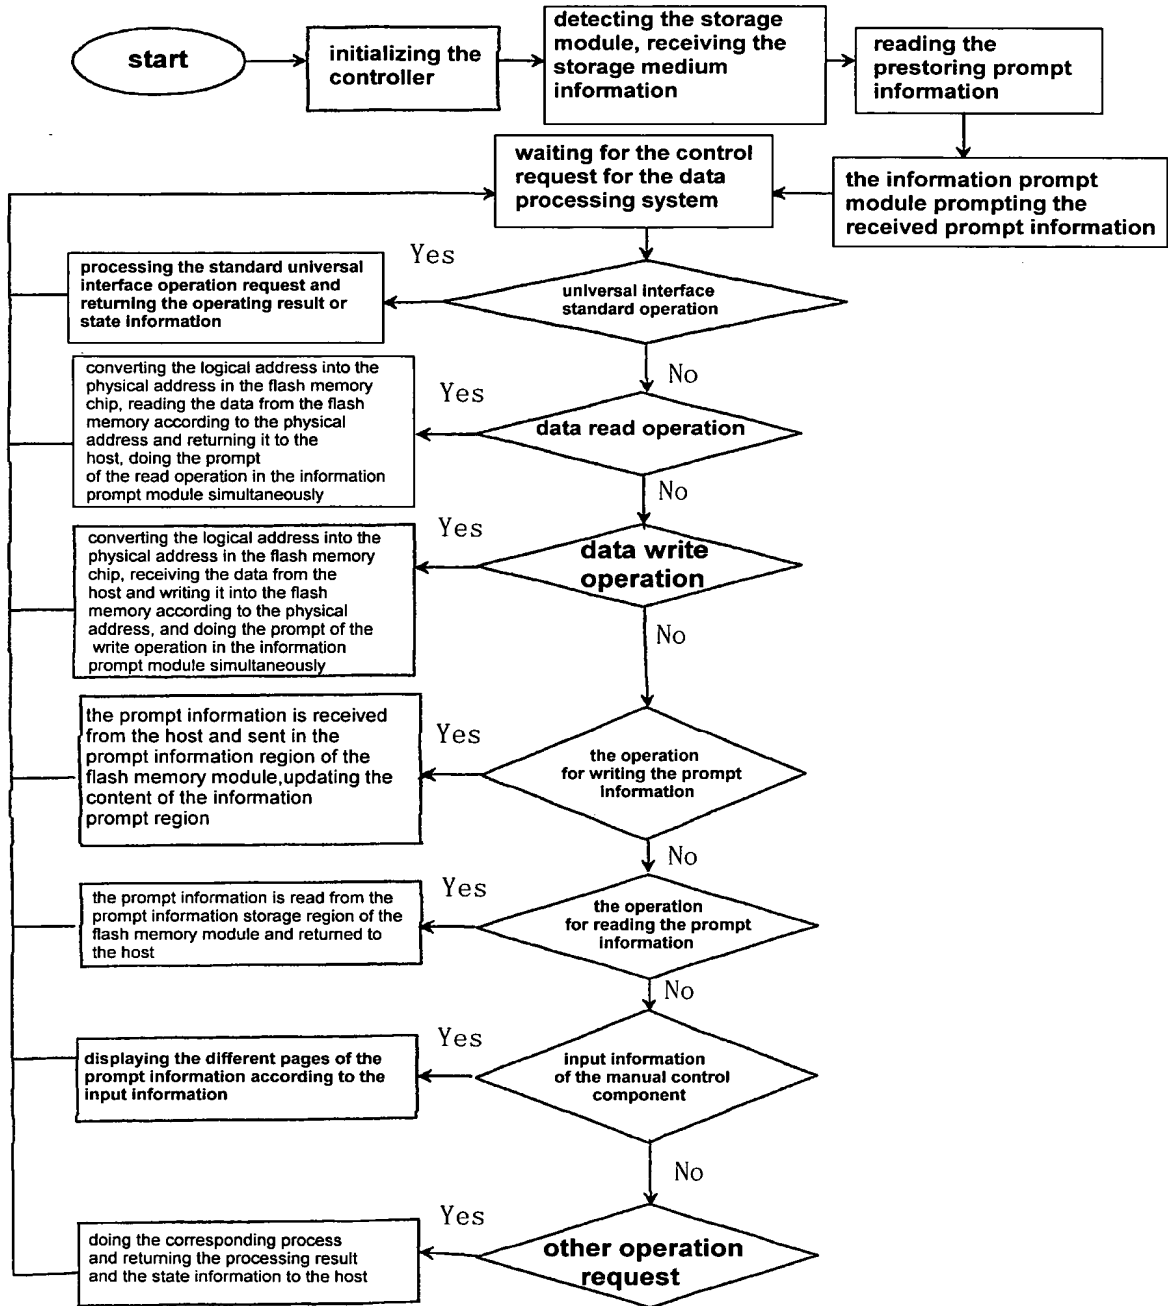 start
initializing the
controller
detecting the storage
module, receiving the
storage medium
information
reading the
prestoring prompt
information
the information prompt
module prompting the
received prompt information
waiting for the control
request for the data
processing system
universal interface
standard operation
Yes
processing the standard universal
interface operation request and
returning the operating result or
state information
No
data read operation
Yes
converting the logical address into the
physical address in the flash memory
chip, reading the data from the flash
memory according to the physical
address and returning it to the
host, doing the prompt
of the read operation in the information
prompt module simultaneously
No
data write
operation
Yes
converting the logical address into the
physical address in the flash memory
chip, receiving the data from the
host and writing it into the flash
memory according to the physical
address, and doing the prompt of the
write operation in the information
prompt module simultaneously
No
the operation
for writing the prompt
information
Yes
the prompt information is received
from the host and sent in the
prompt information region of the
flash memory module,updating the
content of the information
prompt region
No
the operation
for reading the prompt
information
Yes
the prompt information is read from the
prompt information storage region of the
flash memory module and returned to
the host
No
input information
of the manual control
component
Yes
displaying the different pages of the
prompt information according to the
input information
No
other operation
request
Yes
doing the corresponding process
and returning the processing result
and the state information to the host